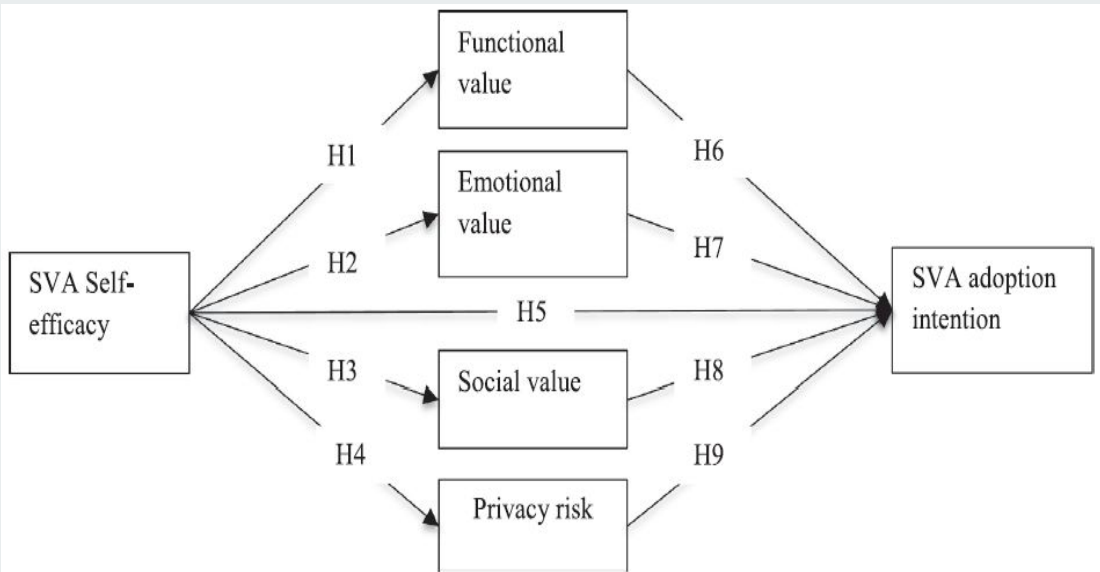 Functional
value
H1
H6
Emotional
value
H2
H7
SVA Self-
efficacy
H5
SVA adoption
intention
H3
Social value
H8
H4
H9
Privacy risk